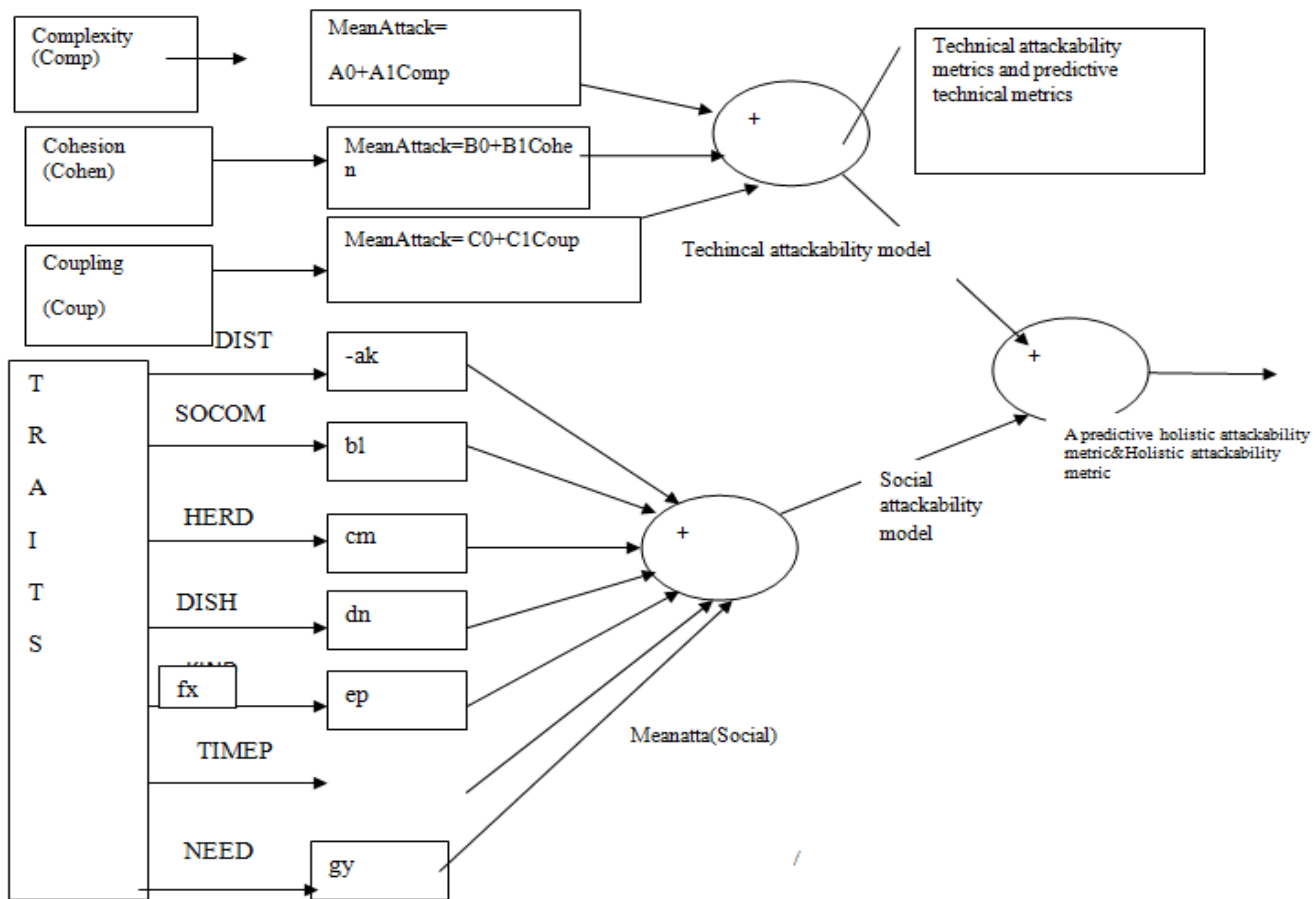 Complexity
(Comp)
MeanAttack=
A0+A1Comp
Technical attackability
metrics and predictive
technical metrics
+
Cohesion
(Cohen)
MeanAttack=B0+B1Cohe
n
Coupling
(Coup)
MeanAttack= C0+C1Coup
Techincal attackability model
+
A predictive holistic attackability
metric&Holistic attackability
metric
T
R
A
I
T
S
DIST
-ak
SOCOM
bl
HERD
cm
DISH
dn
fx
ep
TIMEP
NEED
gy
+
Social
attackability
model
Meanatta(Social)
/